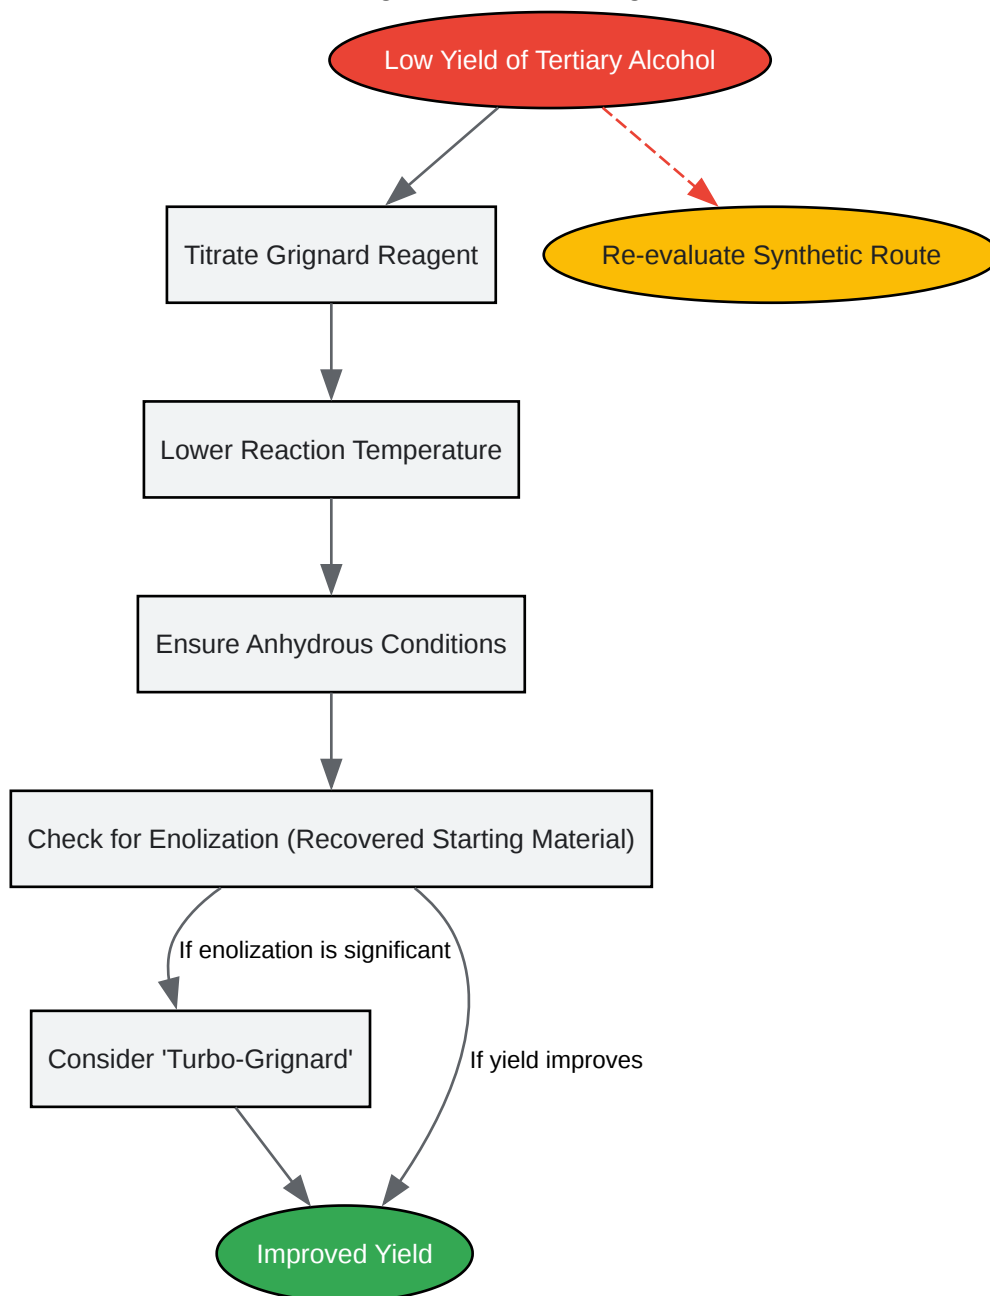 Low Yield of Tertiary Alcohol
Titrate Grignard Reagent
Re-evaluate Synthetic Route
Lower Reaction Temperature
Ensure Anhydrous Conditions
Check for Enolization (Recovered Starting Material)
If enolization is significant
Consider 'Turbo-Grignard'
If yield improves
Improved Yield